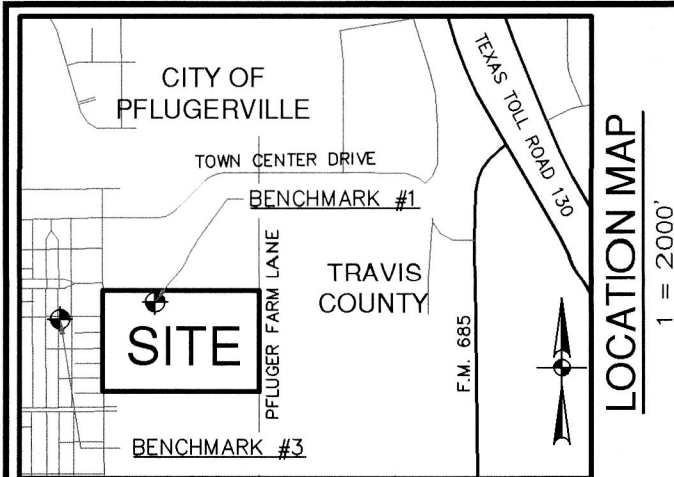 CITY OF
PFLUGERVILLE
TEXAS TOLL ROAD 130
TOWN CENTER DRIVE
BENCHMARK #1
PFLUGER FARM LANE
TRAVIS
COUNTY
F.M. 685
SITE
BENCHMARK #3
LOCATION MAP
1 = 2000'